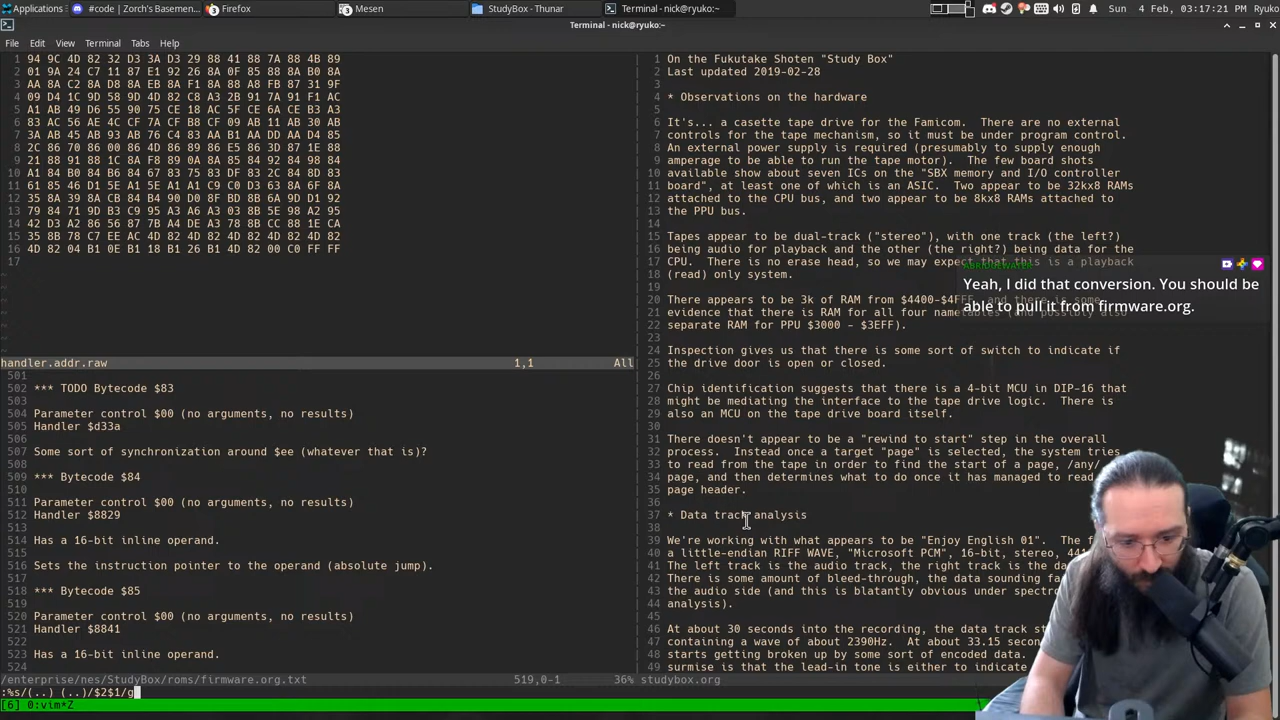 Applications
#code | Zorch's Basemen...
Firefox
Mesen
StudyBox - Thunar
Terminal - nick@ryuko:~
Sun 4 Feb, 03:17:21 PM Ryuko
Terminal - nick@ryuko:~
File Edit View Terminal Tabs Help
1 94 9C 4D 82 32 D3 3A D3 29 88 41 88 7A 88 4B 89
2 01 9A 24 C7 11 87 E1 92 26 8A 0F 85 88 8A B0 8A
3 AA 8A C2 8A D8 8A EB 8A F1 8A 88 A8 FB 87 31 9F
4 09 D4 1C 9D 58 9D 4D 82 C8 A3 2B 91 7A 91 F1 AC
5 A1 AB 49 D6 55 90 75 CE 18 AC 5F CE 6A CE B3 A3
6 83 AC 56 AE 4C CF 7A CF B8 CF 09 AB 11 AB 30 AB
7 3A AB 45 AB 93 AB 76 C4 83 AA B1 AA DD AA D4 85
8 2C 86 70 86 00 86 4D 86 89 86 E5 86 3D 87 1E 88
9 21 88 91 88 1C 8A F8 89 0A 8A 85 84 92 84 98 84
10 A1 84 B0 84 B6 84 67 83 75 83 DF 83 2C 84 8D 83
11 61 85 46 D1 5E A1 5E A1 A1 C9 C0 D3 63 8A 6F 8A
12 35 8A 39 8A CB 84 B4 90 D0 8F BD 8B 6A 9D D1 92
13 79 84 71 9D B3 C9 95 A3 A6 A3 03 8B 5E 98 A2 95
14 42 D3 A2 86 56 87 7B A4 DE A3 78 8B CC 88 1E CA
15 35 8B 78 C7 EE AC 4D 82 4D 82 4D 82 4D 82 4D 82
16 4D 82 04 B1 0E B1 18 B1 26 B1 4D 82 00 C0 FF FF
17
handler.addr.raw 1,1 All
501
502 *** TODO Bytecode $83
503
504 Parameter control $00 (no arguments, no results)
505 Handler $d33a
506
507 Some sort of synchronization around $ee (whatever that is)?
508
509 *** Bytecode $84
510
511 Parameter control $00 (no arguments, no results)
512 Handler $8829
513
514 Has a 16-bit inline operand.
515
516 Sets the instruction pointer to the operand (absolute jump).
517
518 *** Bytecode $85
519
520 Parameter control $00 (no arguments, no results)
521 Handler $8841
522
523 Has a 16-bit inline operand.
524
/enterprise/nes/StudyBox/roms/firmware.org.txt 519,0-1 36%
:%s/(..) (..)/$2$1/g
[6] 0:vim*Z
1 On the Fukutake Shoten "Study Box"
2 Last updated 2019-02-28
3
4 * Observations on the hardware
5
6 It's... a casette tape drive for the Famicom. There are no external
7 controls for the tape mechanism, so it must be under program control.
8 An external power supply is required (presumably to supply enough
9 amperage to be able to run the tape motor). The few board shots
10 available show about seven ICs on the "SBX memory and I/O controller
11 board", at least one of which is an ASIC. Two appear to be 32kx8 RAMs
12 attached to the CPU bus, and two appear to be 8kx8 RAMs attached to
13 the PPU bus.
14
15 Tapes appear to be dual-track ("stereo"), with one track (the left?)
16 being audio for playback and the other (the right?) being data for the
17 CPU. There is no erase head, so we may expect that this is a playback
18 (read) only system.
19
20 There appears to be 3k of RAM from $4400-$4FFF, and there is some
21 evidence that there is RAM for all four nametables (and possibly also
22 separate RAM for PPU $3000 - $3EFF).
23
24 Inspection gives us that there is some sort of switch to indicate if
25 the drive door is open or closed.
26
27 Chip identification suggests that there is a 4-bit MCU in DIP-16 that
28 might be mediating the interface to the tape drive logic. There is
29 also an MCU on the tape drive board itself.
30
31 There doesn't appear to be a "rewind to start" step in the overall
32 process. Instead once a target "page" is selected, the system tries
33 to read from the tape in order to find the start of a page, /any/
34 page, and then determines what to do once it has managed to read
35 page header.
36
37 * Data track analysis
38
39 We're working with what appears to be "Enjoy English 01". The
40 a little-endian RIFF WAVE, "Microsoft PCM", 16-bit, stereo,
41 The left track is the audio track, the right track is the
42 There is some amount of bleed-through, the data sounding
43 the audio side (and this is blatantly obvious under
44 analysis).
45
46 At about 30 seconds into the recording, the data track
47 containing a wave of about 2390Hz. At about 33.15
48 starts getting broken up by some sort of encoded data.
49 surmise is that the lead-in tone is either to indicate
studybox.org
Yeah, I did that conversion. You should
be able to pull it from firmware.org.